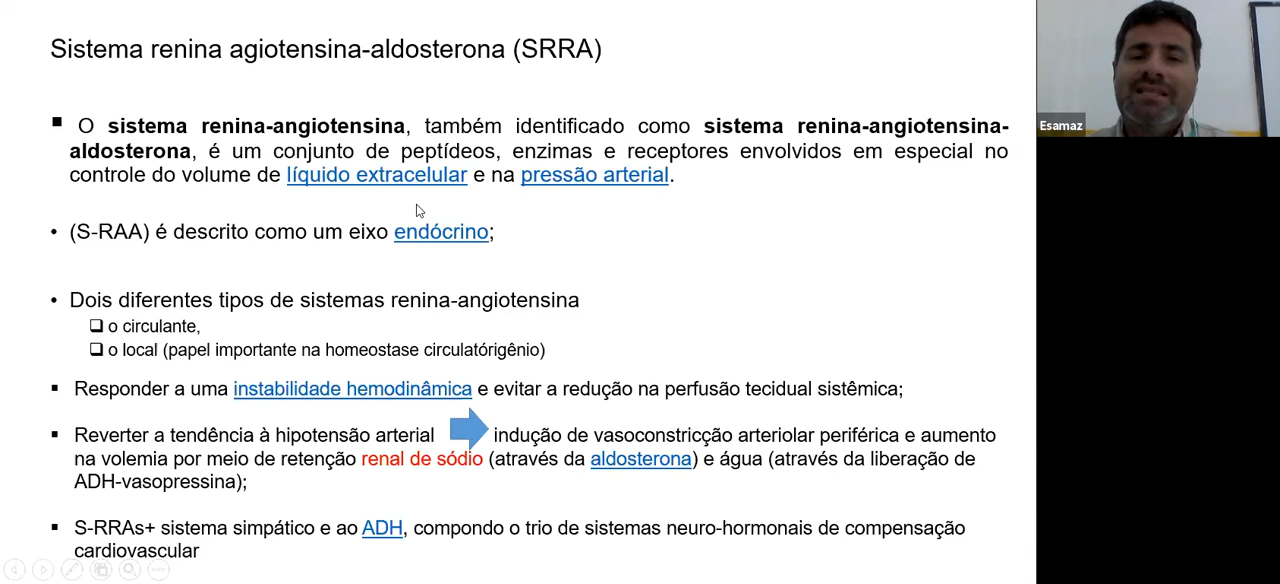 Sistema renina agiotensina-aldosterona (SRRA)
O sistema renina-angiotensina, também identificado como sistema renina-angiotensina-
aldosterona, é um conjunto de peptídeos, enzimas e receptores envolvidos em especial no
controle do volume de líquido extracelular e na pressão arterial.
• (S-RAA) é descrito como um eixo endócrino;
• Dois diferentes tipos de sistemas renina-angiotensina
❑ o circulante,
❑ o local (papel importante na homeostase circulatórigênio)
▪ Responder a uma instabilidade hemodinâmica e evitar a redução na perfusão tecidual sistêmica;
▪ Reverter a tendência à hipotensão arterial indução de vasoconstricção arteriolar periférica e aumento
na volemia por meio de retenção renal de sódio (através da aldosterona) e água (através da liberação de
ADH-vasopressina);
▪ S-RRAs+ sistema simpático e ao ADH, compondo o trio de sistemas neuro-hormonais de compensação
cardiovascular
Esamaz